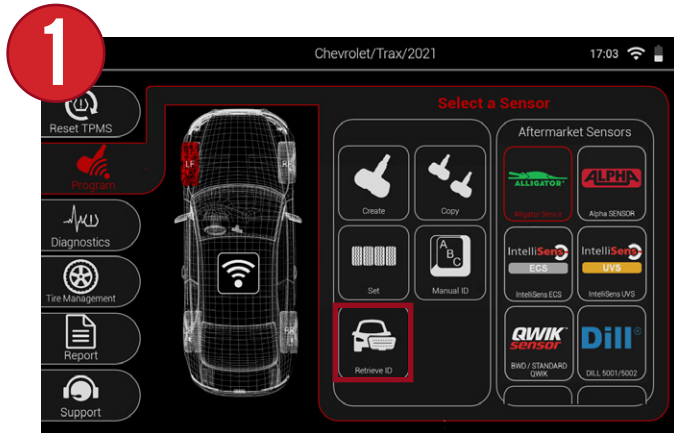 1
Chevrolet/Trax/2021
17:03
Select a Sensor
Reset TPMS
Program
Diagnostics
Tire Management
Report
Support
LF
RF
RR
Create
Copy
Set
A
B
C
Manual ID
Retrieve ID
Aftermarket Sensors
ALLIGATOR
Alligator Sens.it
ALPHA
Alpha SENSOR
IntelliSens
ECS
IntelliSens ECS
IntelliSens
UVS
IntelliSens UVS
QWIK
sensor
BWD / STANDARD
QWIK
Dill®
DILL 5001/5002